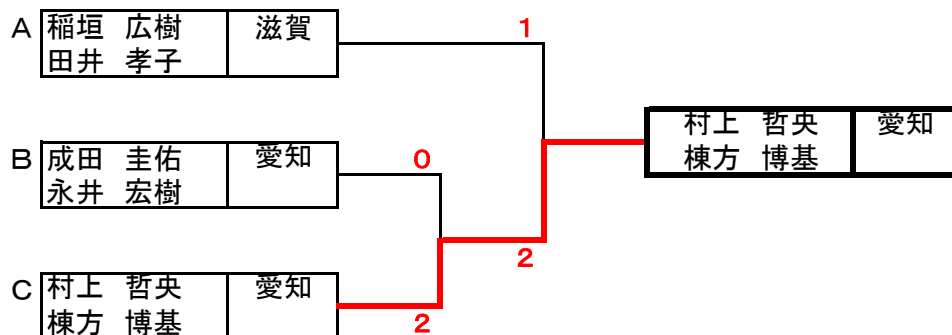 A 稲垣 広樹 滋賀
田井 孝子
1
村上 哲央 愛知
棟方 博基
B 成田 圭佑 愛知
永井 宏樹
0
2
C 村上 哲央 愛知
棟方 博基
2